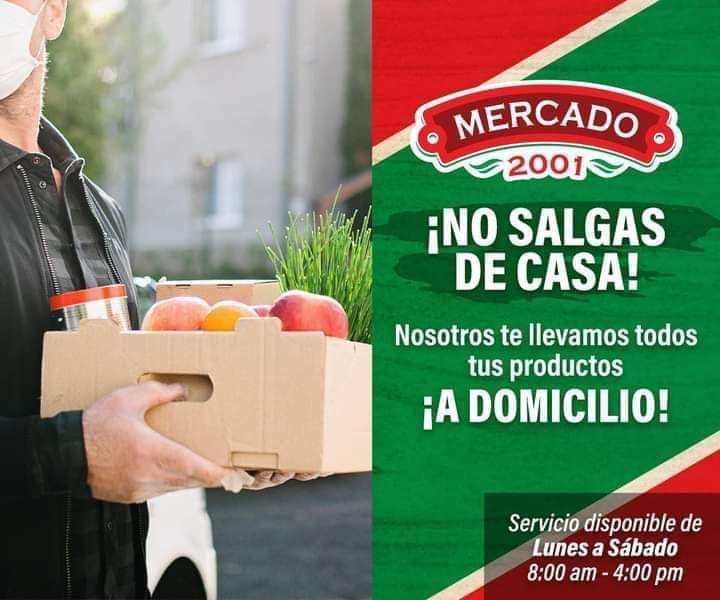 MERCADO
2001
¡NO SALGAS
DE CASA!
Nosotros te llevamos todos
tus productos
¡A DOMICILIO!
Servicio disponible de
Lunes a Sábado
8:00 am - 4:00 pm